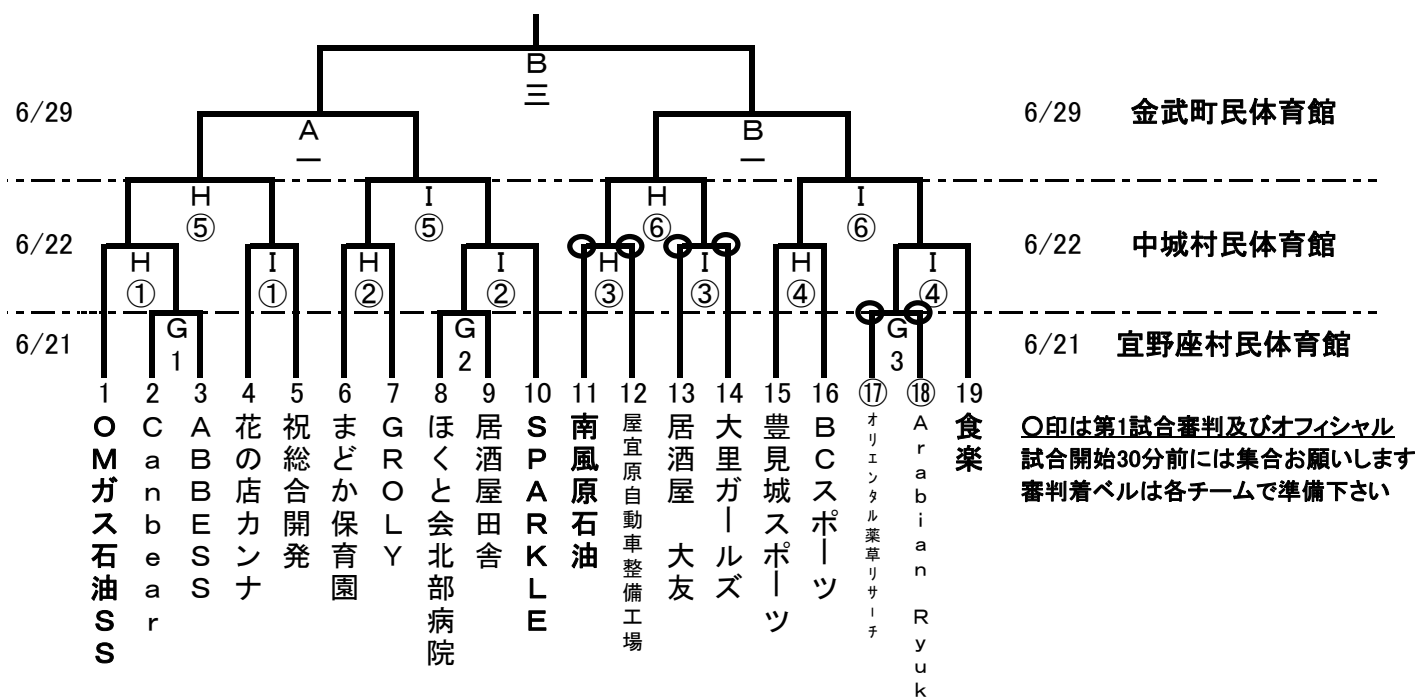 B
三
6/29
A
一
B
一
6/29 金武町民体育館
H
⑤
I
⑤
H
⑥
I
⑥
6/22
H
①
I
①
H
②
I
②
H
③
I
③
H
④
I
④
6/22 中城村民体育館
6/21
G
1
G
2
G
3
6/21 宜野座村民体育館
1 2 3 4 5 6 7 8 9 10 11 12 13 14 15 16 ⑰ ⑱ 19
OMガス石油SS
Canbear
ABBESS
花の店カンナ
祝総合開発
まどか保育園
GROLY
ほくと会北部病院
居酒屋田舎
SPARKLE
南風原石油
屋宜原自動車整備工場
居酒屋 大友
大里ガールズ
豊見城スポーツ
BCスポーツ
オリエンタル薬草リサーチ
Arabian Ryuk
食楽
〇印は第1試合審判及びオフィシャル
試合開始30分前には集合お願いします
審判着ベルは各チームで準備下さい